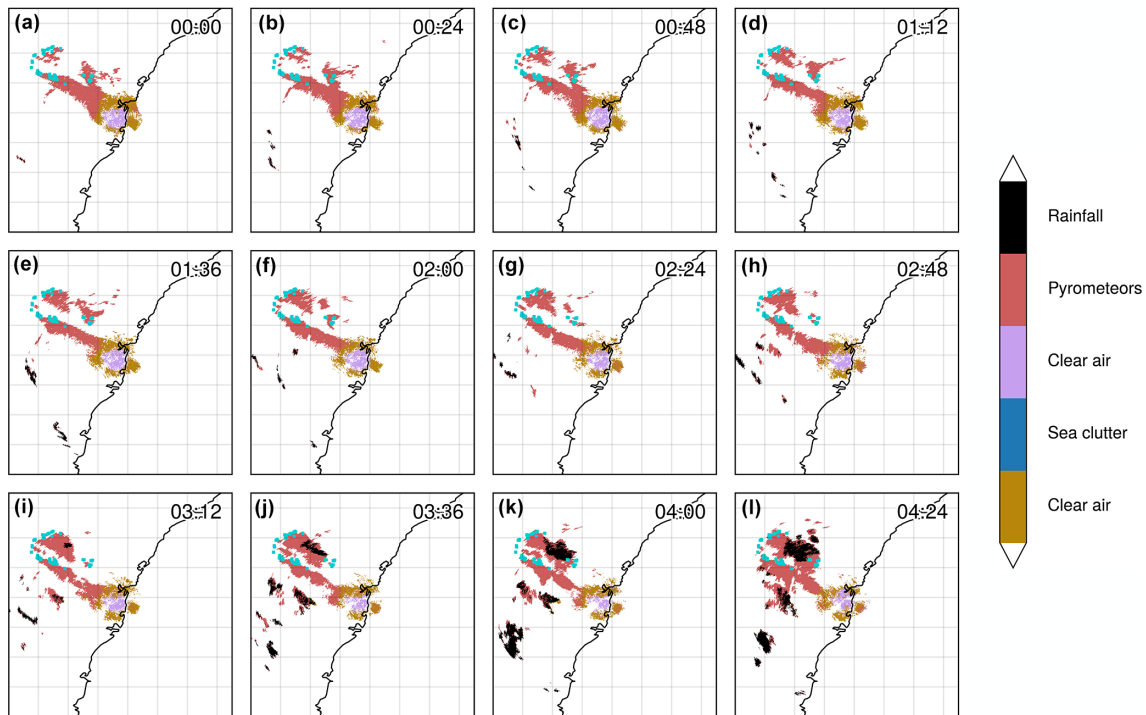 (a) 00:00
(b) 00:24
(c) 00:48
(d) 01:12
(e) 01:36
(f) 02:00
(g) 02:24
(h) 02:48
(i) 03:12
(j) 03:36
(k) 04:00
(l) 04:24
Rainfall
Pyrometeors
Clear air
Sea clutter
Clear air